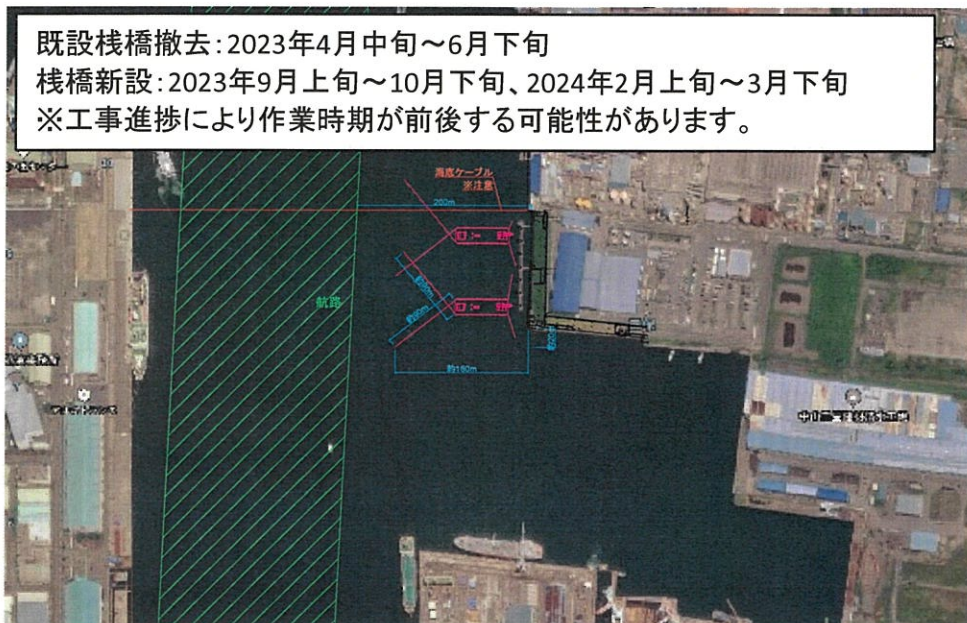 既設桟橋撤去:2023年4月中旬～6月下旬
桟橋新設:2023年9月上旬～10月下旬、2024年2月上旬～3月下旬
※工事進捗により作業時期が前後する可能性があります。
海底ケーブル
※注意
200m
航路
約160m